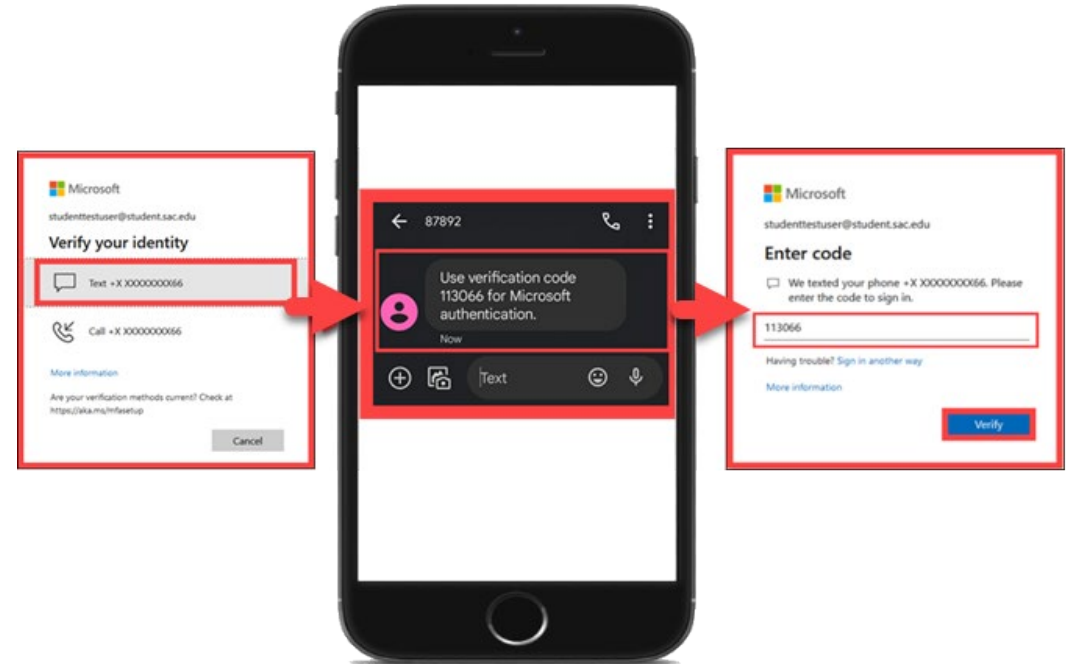 Microsoft
studenttestuser@student.sac.edu
Verify your identity
Text +X XXXXXXXXX66
Call +X XXXXXXXXX66
More information
Are your verification methods current? Check at
https://aka.ms/mfasetup
Cancel
87892
Use verification code
113066 for Microsoft
authentication.
Now
Text
Microsoft
studenttestuser@student.sac.edu
Enter code
We texted your phone +X XXXXXXXXX66. Please
enter the code to sign in.
113066
Having trouble? Sign in another way
More information
Verify